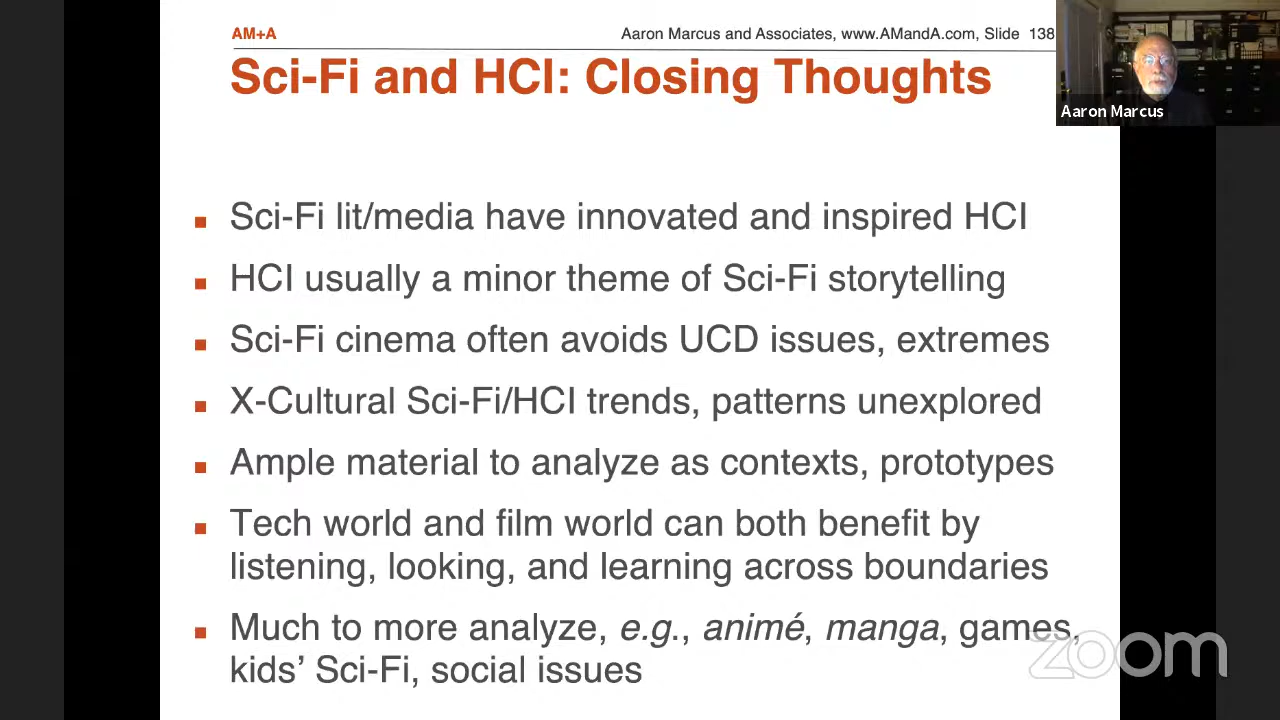 AM+A
Aaron Marcus and Associates, www.AMandA.com, Slide 138
Sci-Fi and HCI: Closing Thoughts
Aaron Marcus
Sci-Fi lit/media have innovated and inspired HCI
HCI usually a minor theme of Sci-Fi storytelling
Sci-Fi cinema often avoids UCD issues, extremes
X-Cultural Sci-Fi/HCI trends, patterns unexplored
Ample material to analyze as contexts, prototypes
Tech world and film world can both benefit by
listening, looking, and learning across boundaries
Much to more analyze, e.g., animé, manga, games,
kids’ Sci-Fi, social issues
zoom